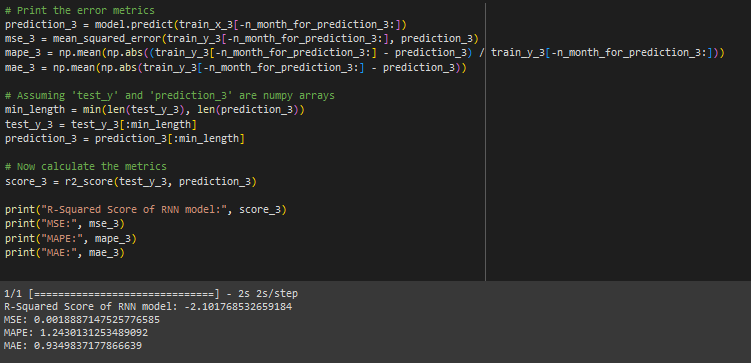 # Print the error metrics
prediction_3 = model.predict(train_x_3[-n_month_for_prediction_3:])
mse_3 = mean_squared_error(train_y_3[-n_month_for_prediction_3:], prediction_3)
mape_3 = np.mean(np.abs((train_y_3[-n_month_for_prediction_3:] - prediction_3) / train_y_3[-n_month_for_prediction_3:]))
mae_3 = np.mean(np.abs(train_y_3[-n_month_for_prediction_3:] - prediction_3))
# Assuming 'test_y' and 'prediction_3' are numpy arrays
min_length = min(len(test_y_3), len(prediction_3))
test_y_3 = test_y_3[:min_length]
prediction_3 = prediction_3[:min_length]
# Now calculate the metrics
score_3 = r2_score(test_y_3, prediction_3)
print("R-Squared Score of RNN model:", score_3)
print("MSE:", mse_3)
print("MAPE:", mape_3)
print("MAE:", mae_3)
1/1 [==============================] - 2s 2s/step
R-Squared Score of RNN model: -2.101768532659184
MSE: 0.0018887147525776585
MAPE: 1.2430131253489092
MAE: 0.9349837177866639